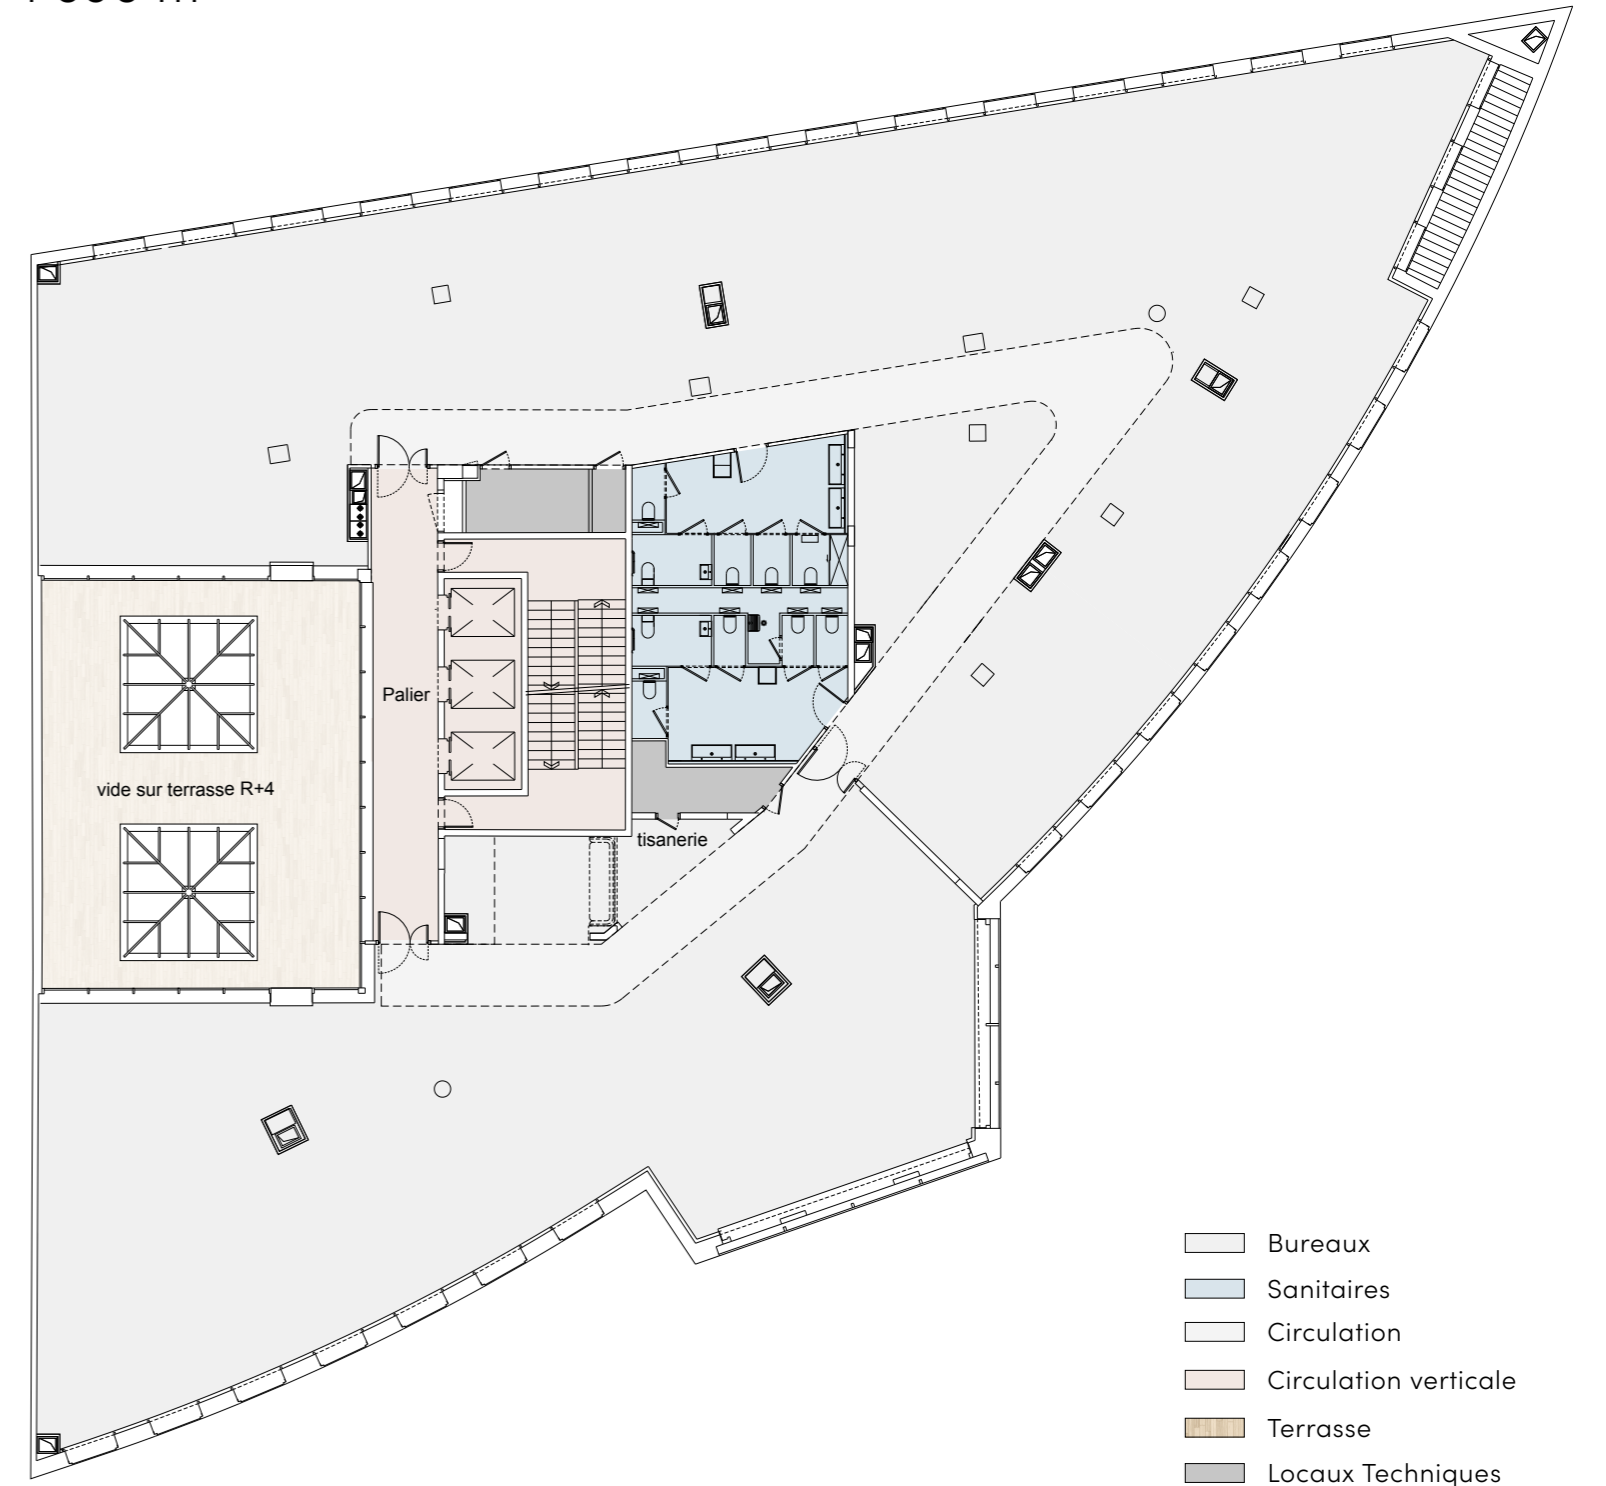 Palier
vide sur terrasse R+4
tisanerie
Bureaux
Sanitaires
Circulation
Circulation verticale
Terrasse
Locaux Techniques